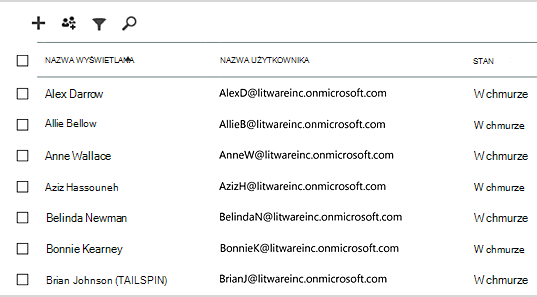 NAZWA WYŚWIETLANA NAZWA UŻYTKOWNIKA STAN
Alex Darrow AlexD@litwareinc.onmicrosoft.com W chmurze
Allie Bellow AllieB@litwareinc.onmicrosoft.com W chmurze
Anne Wallace AnneW@litwareinc.onmicrosoft.com W chmurze
Aziz Hassouneh AzizH@litwareinc.onmicrosoft.com W chmurze
Belinda Newman BelindaN@litwareinc.onmicrosoft.com W chmurze
Bonnie Kearney BonnieK@litwareinc.onmicrosoft.com W chmurze
Brian Johnson (TAILSPIN) BrianJ@litwareinc.onmicrosoft.com W chmurze